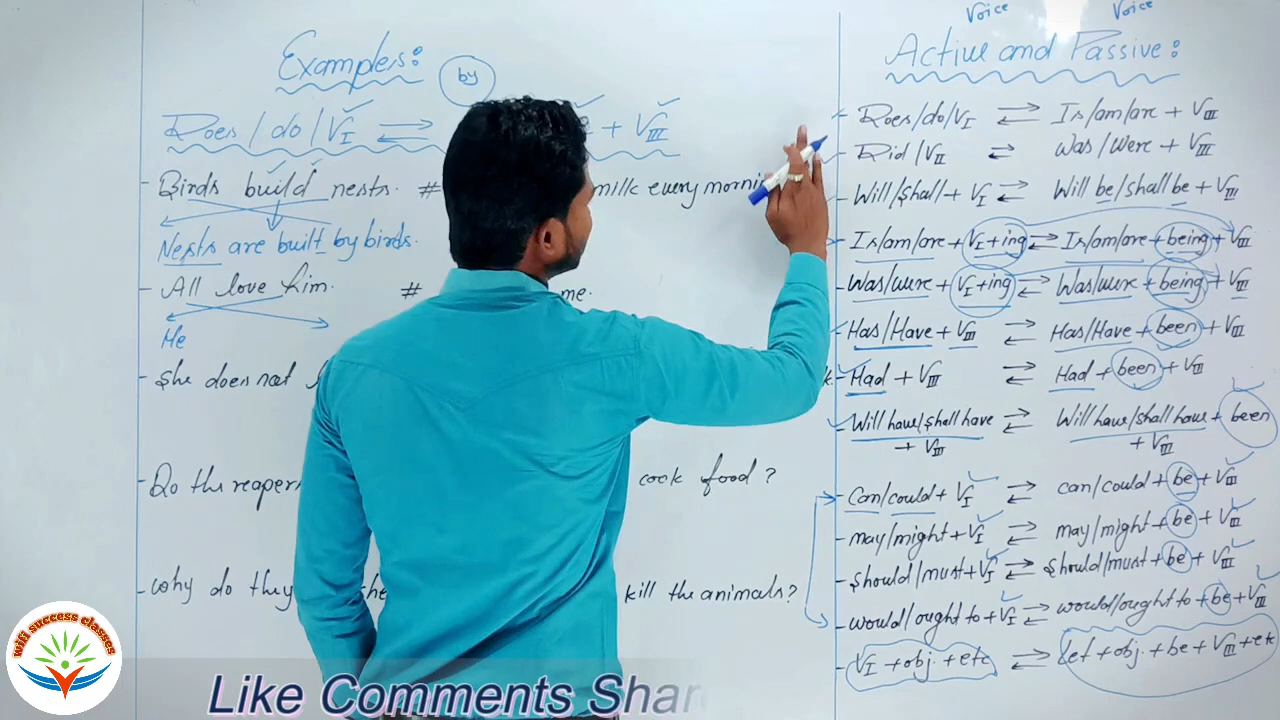 Examples:
by
Does/do/VI ⇌ + VIII
Birds build nests. # milk every mornin
Nests are built by birds.
All love him. # me.
He
She does not
Do the reapers cook food?
Why do they kill the animals?
Voice Voice
Active and Passive:
Does/do/VI ⇌ Is/am/are + VIII
Did/VII ⇌ Was/Were + VIII
Will/Shall + VI ⇌ Will be/shall be + VIII
Is/am/are + VI+ing ⇌ Is/am/are + being + VIII
Was/were + VI+ing ⇌ Was/were + being + VIII
Has/Have + VIII ⇌ Has/Have + been + VIII
Had + VIII ⇌ Had + been + VIII
Will have/shall have ⇌ Will have/shall have + been
+ VIII + VIII
Can/could + VI ⇌ can/could + be + VIII
may/might + VI ⇌ may/might + be + VIII
should/must + VI ⇌ should/must + be + VIII
would/ought to + VI ⇌ would/ought to + be + VIII
VI + obj. + etc ⇌ Let + obj. + be + VIII + etc
wifi success classes
Like Comments Shar